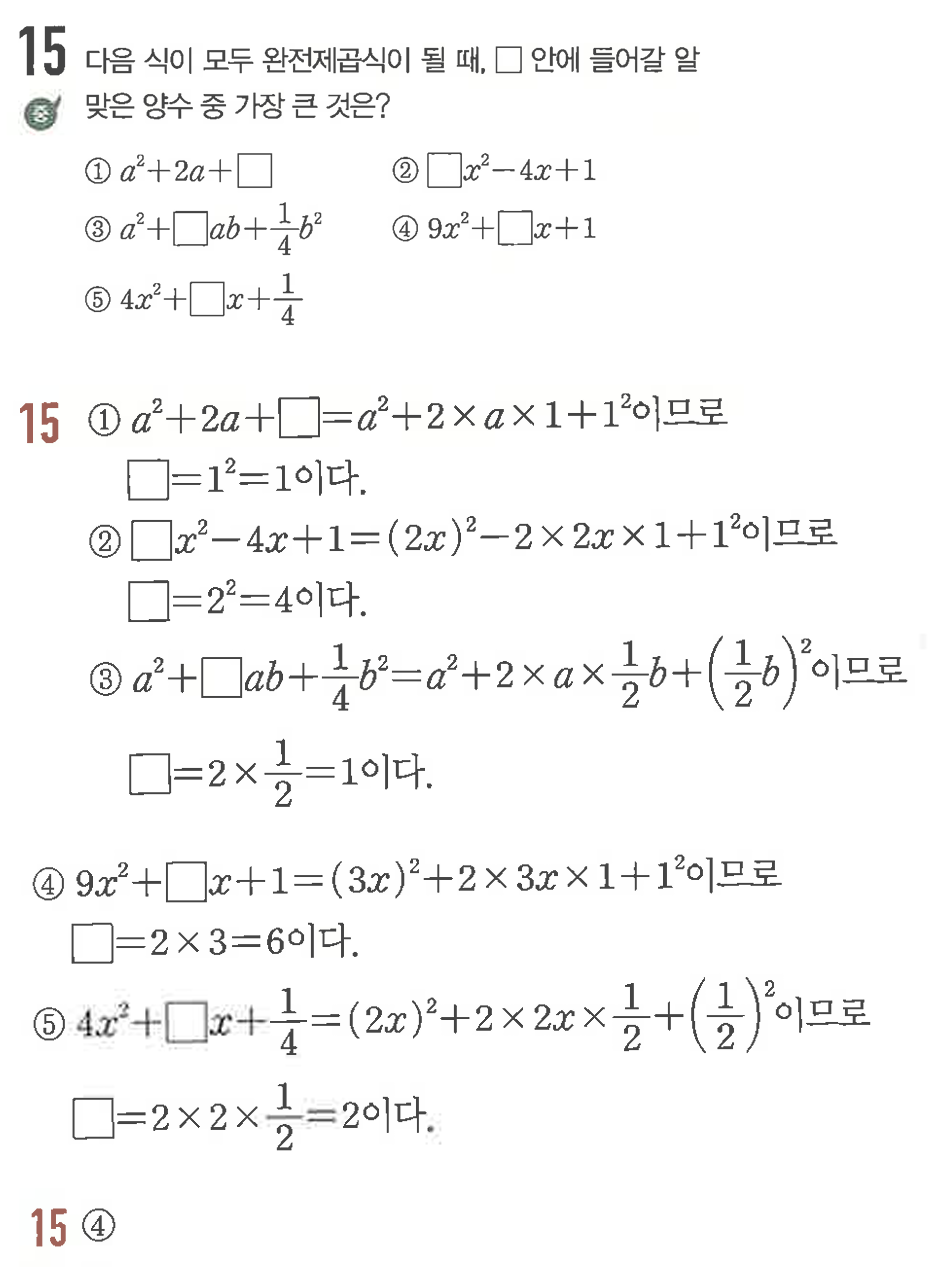 15 다음 식이 모두 완전제곱식이 될 때, □ 안에 들어갈 알
중 맞은 양수 중 가장 큰 것은?
① a²+2a+□ ② □x²-4x+1
③ a²+□ab+1/4b² ④ 9x²+□x+1
⑤ 4x²+□x+1/4
15 ① a²+2a+□=a²+2×a×1+1²이므로
□=1²=1이다.
② □x²-4x+1=(2x)²-2×2x×1+1²이므로
□=2²=4이다.
③ a²+□ab+1/4b²=a²+2×a×1/2b+(1/2b)²이므로
□=2×1/2=1이다.
④ 9x²+□x+1=(3x)²+2×3x×1+1²이므로
□=2×3=6이다.
⑤ 4x²+□x+1/4=(2x)²+2×2x×1/2+(1/2)²이므로
□=2×2×1/2=2이다.
15 ④